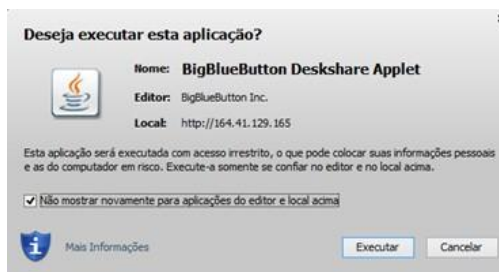 Deseja executar esta aplicação?
Nome: BigBlueButton Deskshare Applet
Editor: BigBlueButton Inc.
Local: http://164.41.129.165
Esta aplicação será executada com acesso irrestrito, o que pode colocar suas informações pessoais
e as do computador em risco. Execute-a somente se confiar no editor e no local acima.
Não mostrar novamente para aplicações do editor e local acima
Mais Informações
Executar
Cancelar